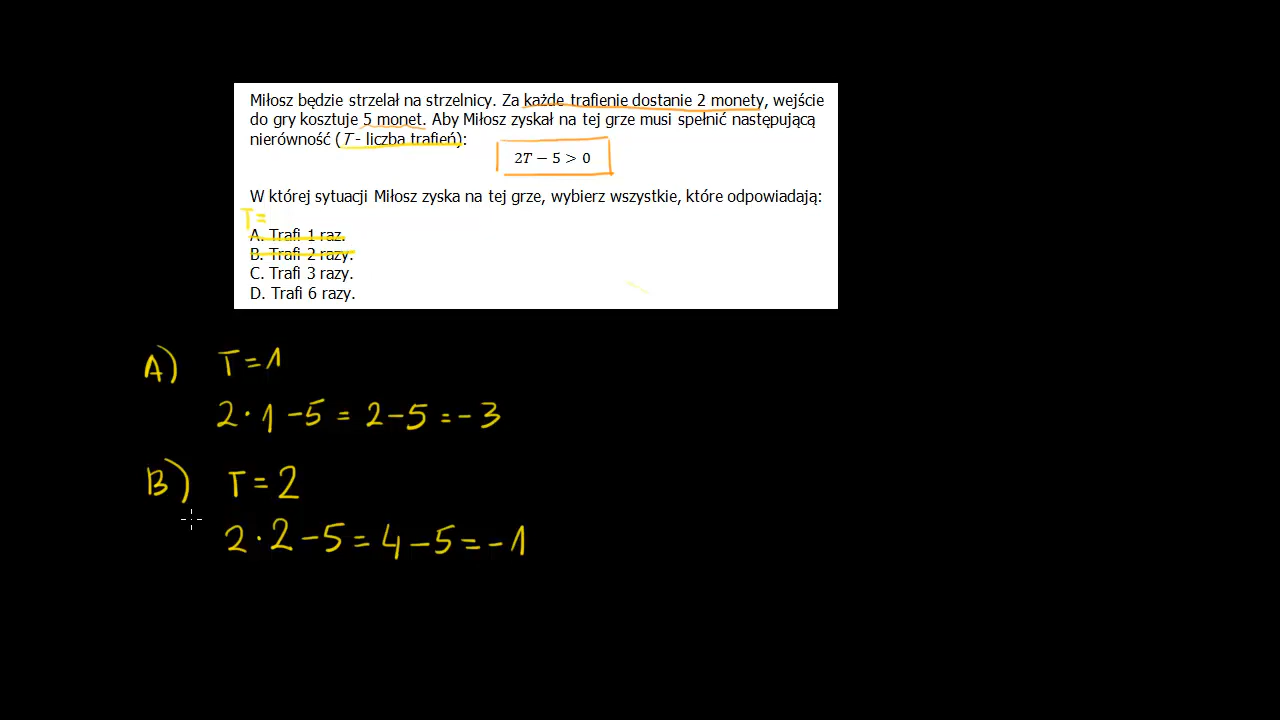 Miłosz będzie strzelał na strzelnicy. Za każde trafienie dostanie 2 monety, wejście
do gry kosztuje 5 monet. Aby Miłosz zyskał na tej grze musi spełnić następującą
nierówność (T - liczba trafień):
2T − 5 > 0
W której sytuacji Miłosz zyska na tej grze, wybierz wszystkie, które odpowiadają:
T=
A. Trafi 1 raz.
B. Trafi 2 razy.
C. Trafi 3 razy.
D. Trafi 6 razy.
A) T = 1
2 · 1 − 5 = 2 − 5 = − 3
B) T = 2
2 · 2 − 5 = 4 − 5 = − 1